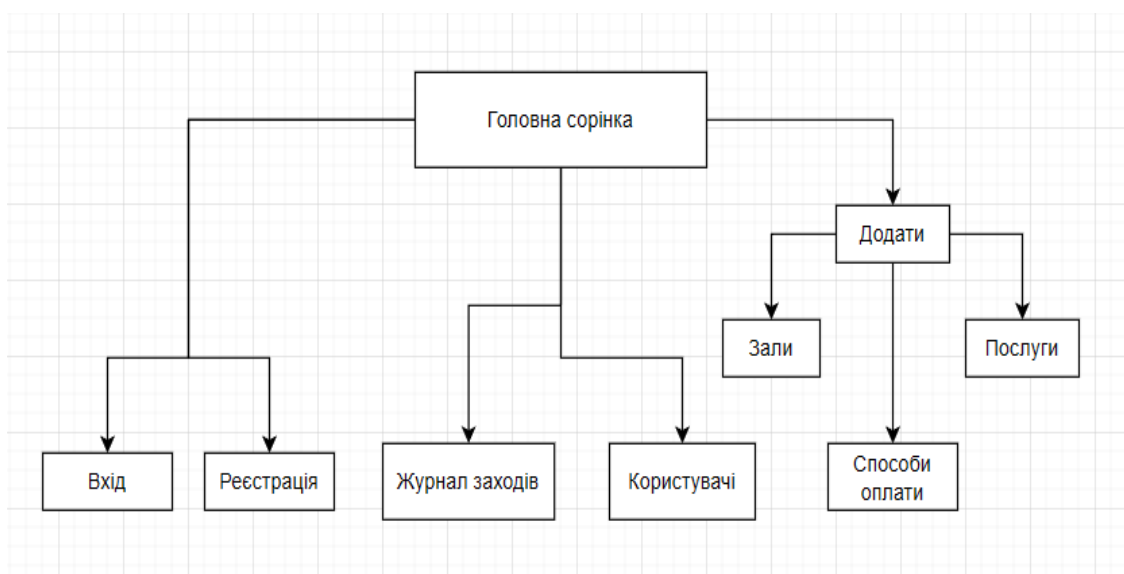 Головна сорінка
Додати
Зали
Послуги
Вхід
Реєстрація
Журнал заходів
Користувачі
Способи
оплати